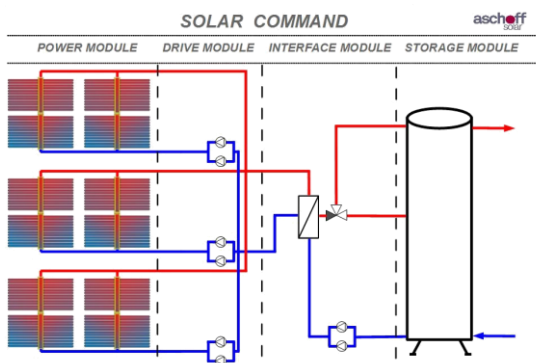 SOLAR COMMAND
aschoff
SOLAR
POWER MODULE
DRIVE MODULE
INTERFACE MODULE
STORAGE MODULE